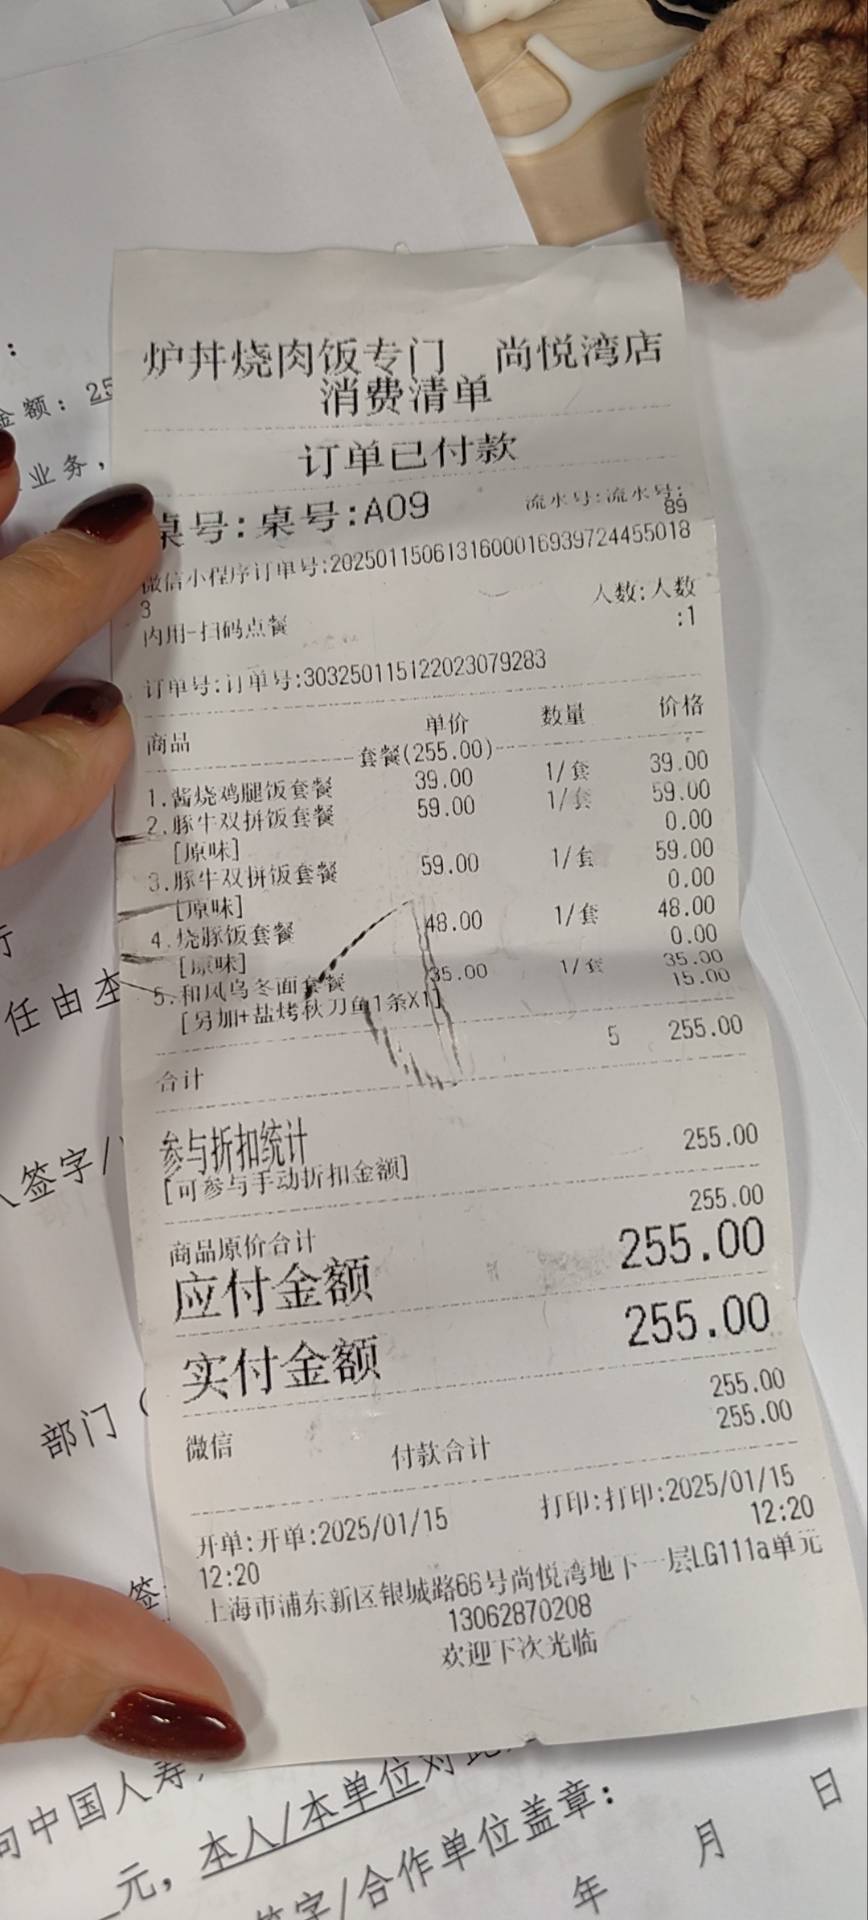 炉丼烧肉饭专门 尚悦湾店
消费清单
订单已付款
桌号:桌号:A09 流水号:流水号:
89
微信小程序订单号:2025011506131600016939724455018
3
内用-扫码点餐 人数:人数
:1
订单号:订单号:303250115122023079283
商品 单价 数量 价格
套餐(255.00)
1.酱烧鸡腿饭套餐 39.00 1/套 39.00
2.豚牛双拼饭套餐 59.00 1/套 59.00
[原味] 0.00
3.豚牛双拼饭套餐 59.00 1/套 59.00
[原味] 0.00
4.烧豚饭套餐 48.00 1/套 48.00
[原味] 0.00
5.和风乌冬面套餐 35.00 1/套 35.00
[另加+盐烤秋刀鱼1条X1] 15.00
合计 5 255.00
参与折扣统计 255.00
[可参与手动折扣金额]
商品原价合计 255.00
应付金额 255.00
实付金额 255.00
微信 255.00
付款合计 255.00
开单:开单:2025/01/15 打印:打印:2025/01/15
12:20 12:20
上海市浦东新区银城路66号尚悦湾地下一层LG111a单元
13062870208
欢迎下次光临
金额: 25
业务,
任由本
签字/
部门(
签
向中国人寿,
元,本人/本单位对此
签字/合作单位盖章:
年 月 日